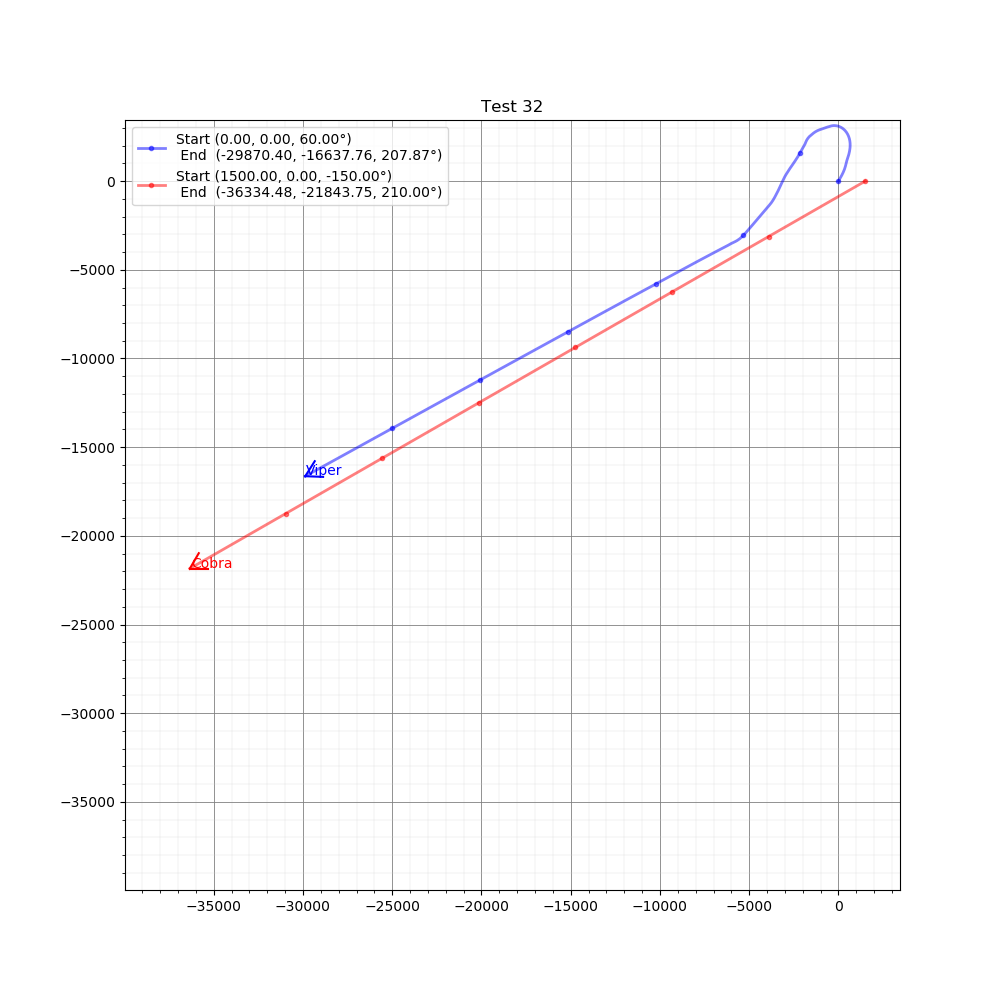 Test 32
Start (0.00, 0.00, 60.00°)
End (-29870.40, -16637.76, 207.87°)
Start (1500.00, 0.00, -150.00°)
End (-36334.48, -21843.75, 210.00°)
0
−5000
−10000
−15000
−20000
−25000
−30000
−35000
Viper
Cobra
−35000 −30000 −25000 −20000 −15000 −10000 −5000 0